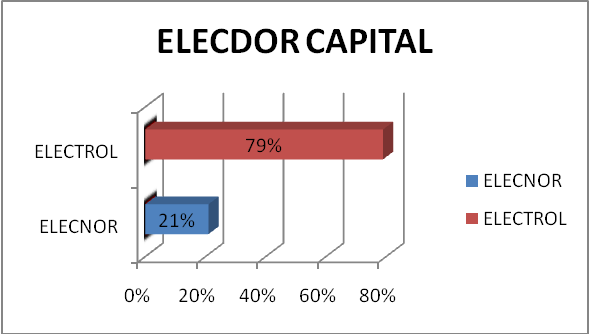 ELECDOR CAPITAL
ELECTROL
79%
ELECNOR
21%
0% 20% 40% 60% 80%
ELECNOR
ELECTROL